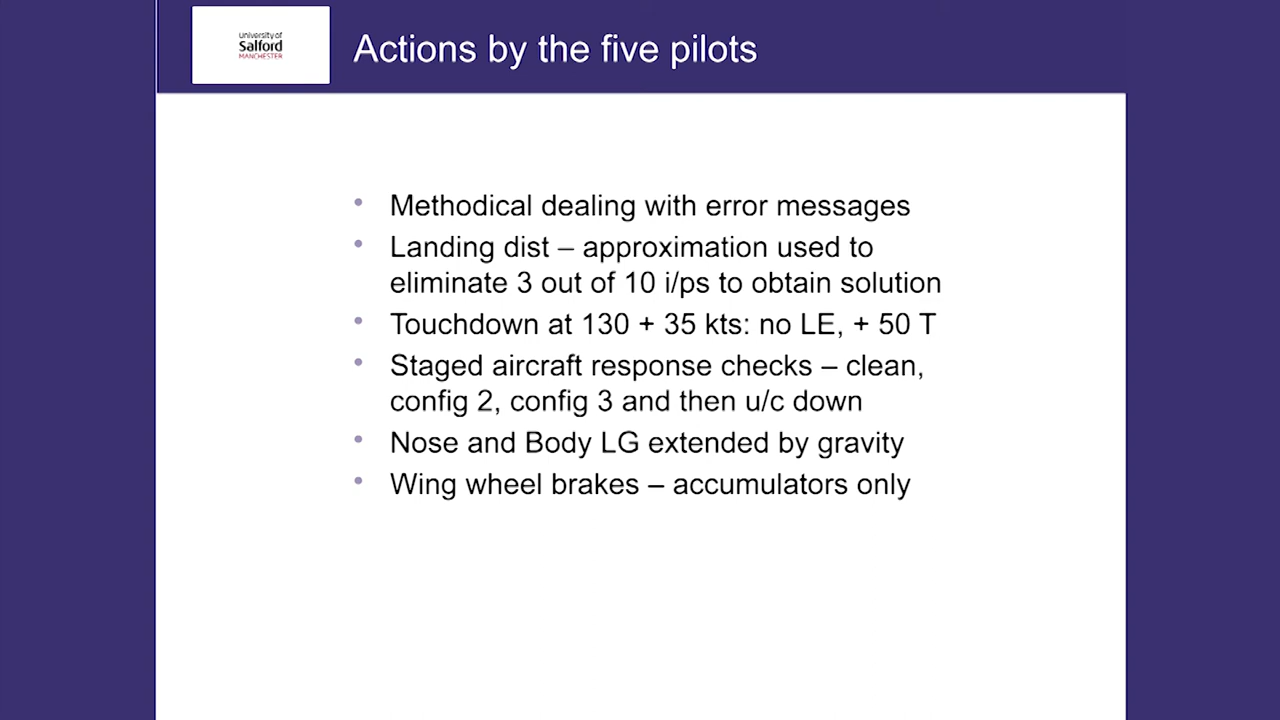 University of
Salford
MANCHESTER
Actions by the five pilots
• Methodical dealing with error messages
• Landing dist – approximation used to
eliminate 3 out of 10 i/ps to obtain solution
• Touchdown at 130 + 35 kts: no LE, + 50 T
• Staged aircraft response checks – clean,
config 2, config 3 and then u/c down
• Nose and Body LG extended by gravity
• Wing wheel brakes – accumulators only